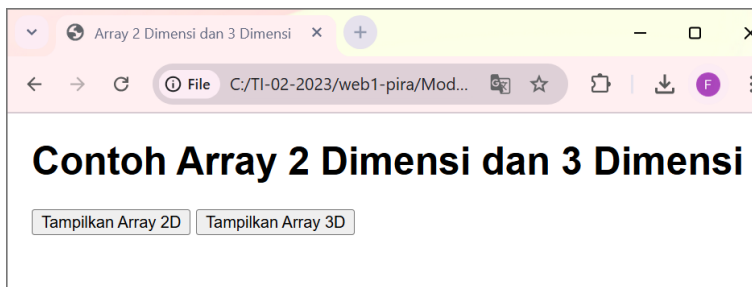 Array 2 Dimensi dan 3 Dimensi
File C:/TI-02-2023/web1-pira/Mod... F
Contoh Array 2 Dimensi dan 3 Dimensi
Tampilkan Array 2D Tampilkan Array 3D